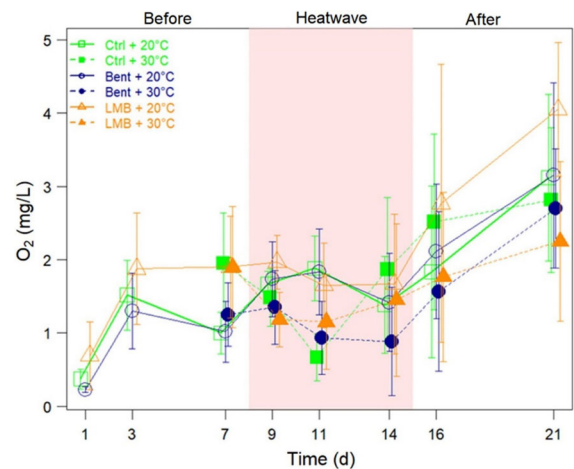 Before Heatwave After
Ctrl + 20°C
Ctrl + 30°C
Bent + 20°C
Bent + 30°C
LMB + 20°C
LMB + 30°C
5
4
3
2
1
0
O₂ (mg/L)
1 3 7 9 11 14 16 21
Time (d)